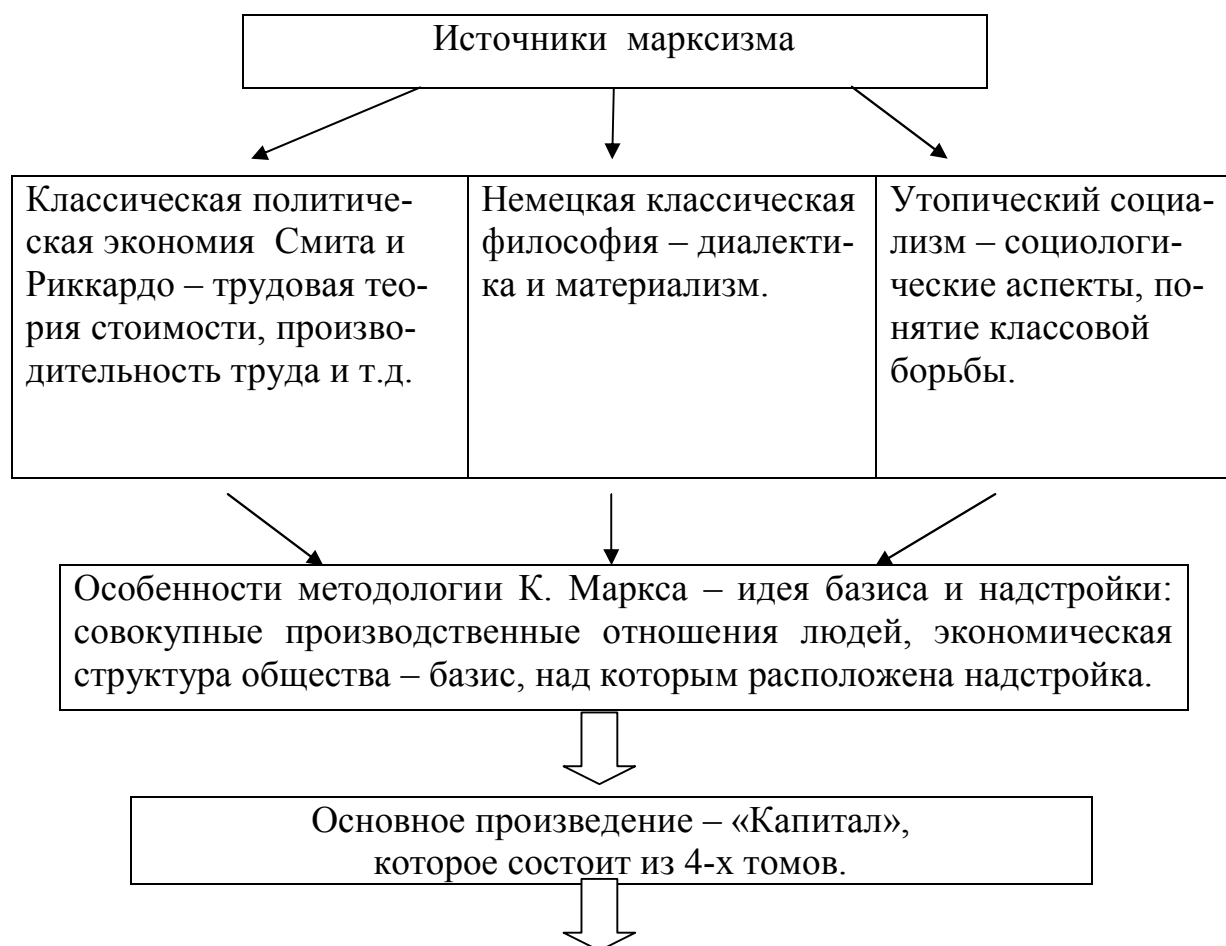 Источники марксизма
Классическая политиче-
ская экономия Смита и
Риккардо – трудовая тео-
рия стоимости, произво-
дительность труда и т.д.
Немецкая классическая
философия – диалекти-
ка и материализм.
Утопический социа-
лизм – социологи-
ческие аспекты, по-
нятие классовой
борьбы.
Особенности методологии К. Маркса – идея базиса и надстройки:
совокупные производственные отношения людей, экономическая
структура общества – базис, над которым расположена надстройка.
Основное произведение – «Капитал»,
которое состоит из 4-х томов.